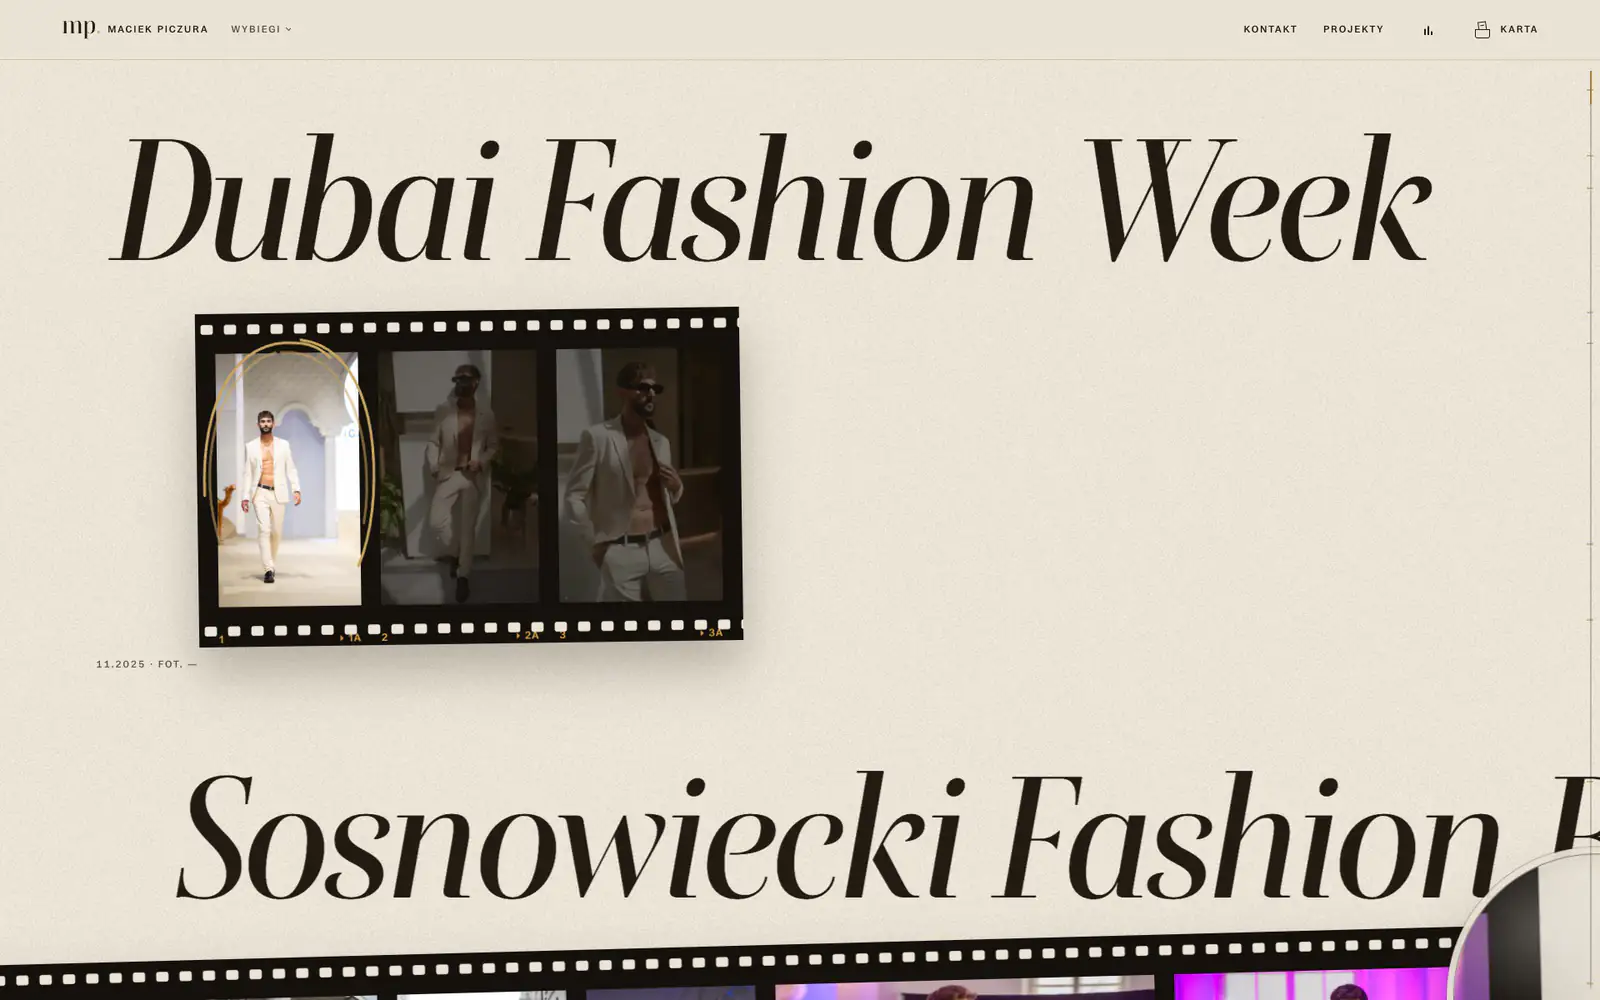 mp. MACIEK PICZURA WYBIEGI KONTAKT PROJEKTY KARTA
Dubai Fashion Week
1 1A 2 2A 3 3A
11.2025 · FOT. —
Sosnowiecki Fashion